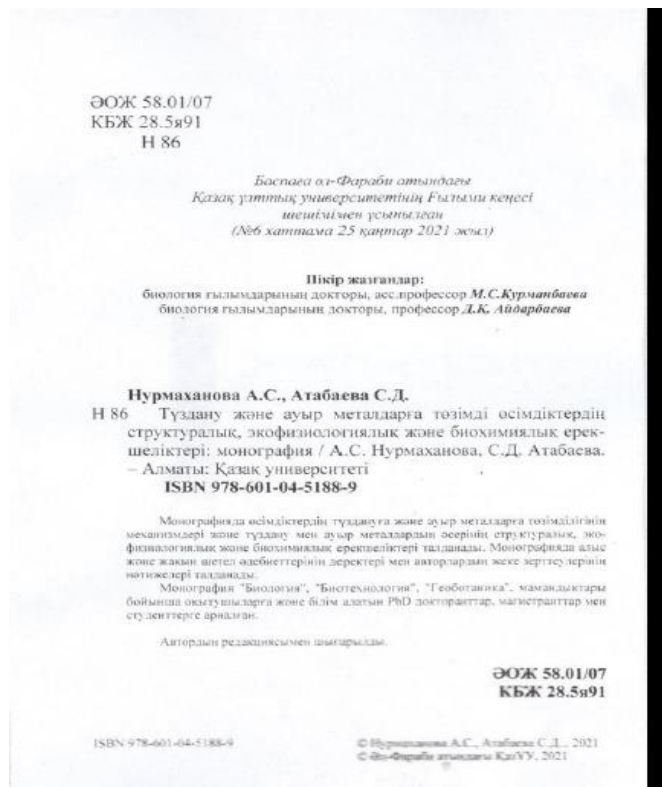 ӘОЖ 58.01/07
КБЖ 28.5я91
Н 86
Баспаға әл-Фараби атындағы
Қазақ ұлттық университетінің Ғылыми кеңесі
шешімімен ұсынылған
(№6 хаттама 25 қаңтар 2021 жыл)
Пікір жазғандар:
биология ғылымдарының докторы, асс.профессор М.С.Курманбаева
биология ғылымдарының докторы, профессор Д.К. Айдарбаева
Нурмаханова А.С., Атабаева С.Д.
Н 86 Тұздану және ауыр металдарға төзімді өсімдіктердің
структуралық, экофизиологиялық және биохимиялық ерек-
шеліктері: монография / А.С. Нурмаханова, С.Д. Атабаева.
– Алматы: Қазақ университеті
ISBN 978-601-04-5188-9
Монографияда өсімдіктердің тұздануға және ауыр металдарға төзімділігінің
механизмдері және тұздану мен ауыр металдардың әсерінің структуралық, эко-
физиологиялық және биохимиялық ерекшеліктері талданады. Монографияда алыс
және жақын шетел әдебиеттерінің деректері мен авторлардың жеке зерттеулерінің
нәтижелері талданады.
Монография "Биология", "Биотехнология", "Геоботаника", мамандықтары
бойынша оқытушыларға және білім алатын PhD докторанттар, магистранттар мен
студенттерге арналған.
Автордың редакциясымен шығарылды.
ӘОЖ 58.01/07
КБЖ 28.5я91
ISBN 978-601-04-5188-9
© Нурмаханова А.С., Атабаева С.Д., 2021
© Әл-Фараби атындағы ҚазҰУ, 2021